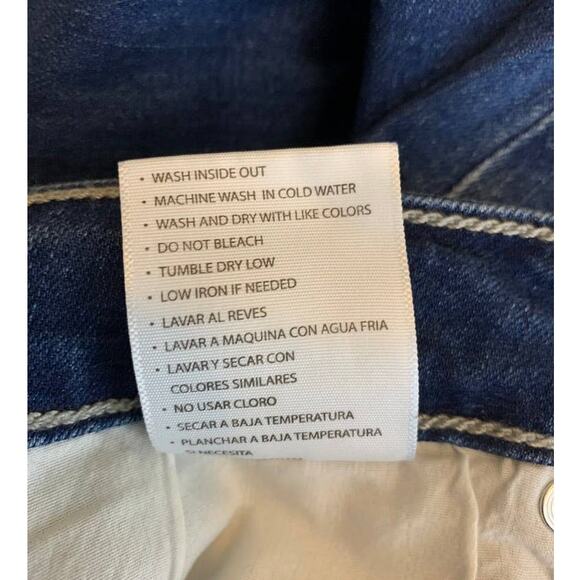 • WASH INSIDE OUT
• MACHINE WASH IN COLD WATER
• WASH AND DRY WITH LIKE COLORS
• DO NOT BLEACH
• TUMBLE DRY LOW
• LOW IRON IF NEEDED
• LAVAR AL REVES
• LAVAR A MAQUINA CON AGUA FRIA
• LAVAR Y SECAR CON
COLORES SIMILARES
• NO USAR CLORO
• SECAR A BAJA TEMPERATURA
• PLANCHAR A BAJA TEMPERATURA
SI NECESITA